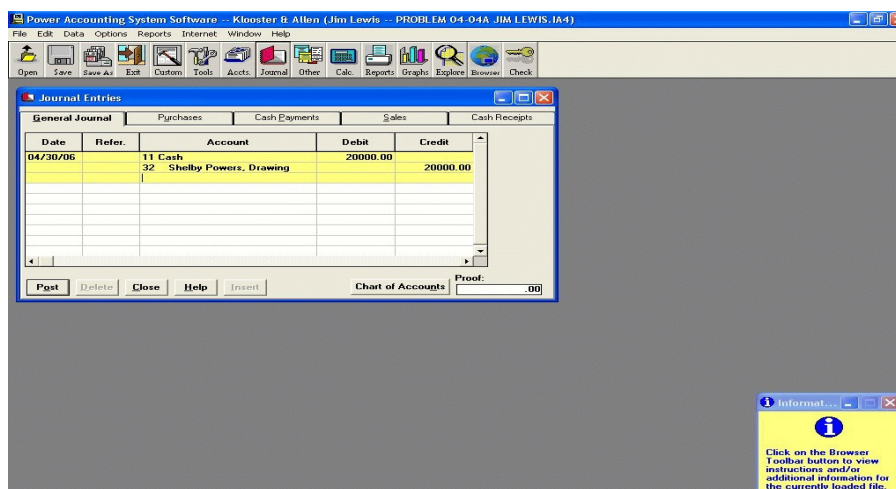 Power Accounting System Software -- Klooster & Allen (Jim Lewis -- PROBLEM 04-04A JIM LEWIS.IA4)
File Edit Data Options Reports Internet Window Help
Open Save Save As Exit Custom Tools Accts. Journal Other Calc. Reports Graphs Explore Browser Check
Journal Entries
General Journal Purchases Cash Payments Sales Cash Receipts
Date Refer. Account Debit Credit
04/30/06 11 Cash 20000.00
32 Shelby Powers, Drawing 20000.00
Proof:
Post Delete Close Help Insert Chart of Accounts .00
Informat...
Click on the Browser
Toolbar button to view
instructions and/or
additional information for
the currently loaded file.